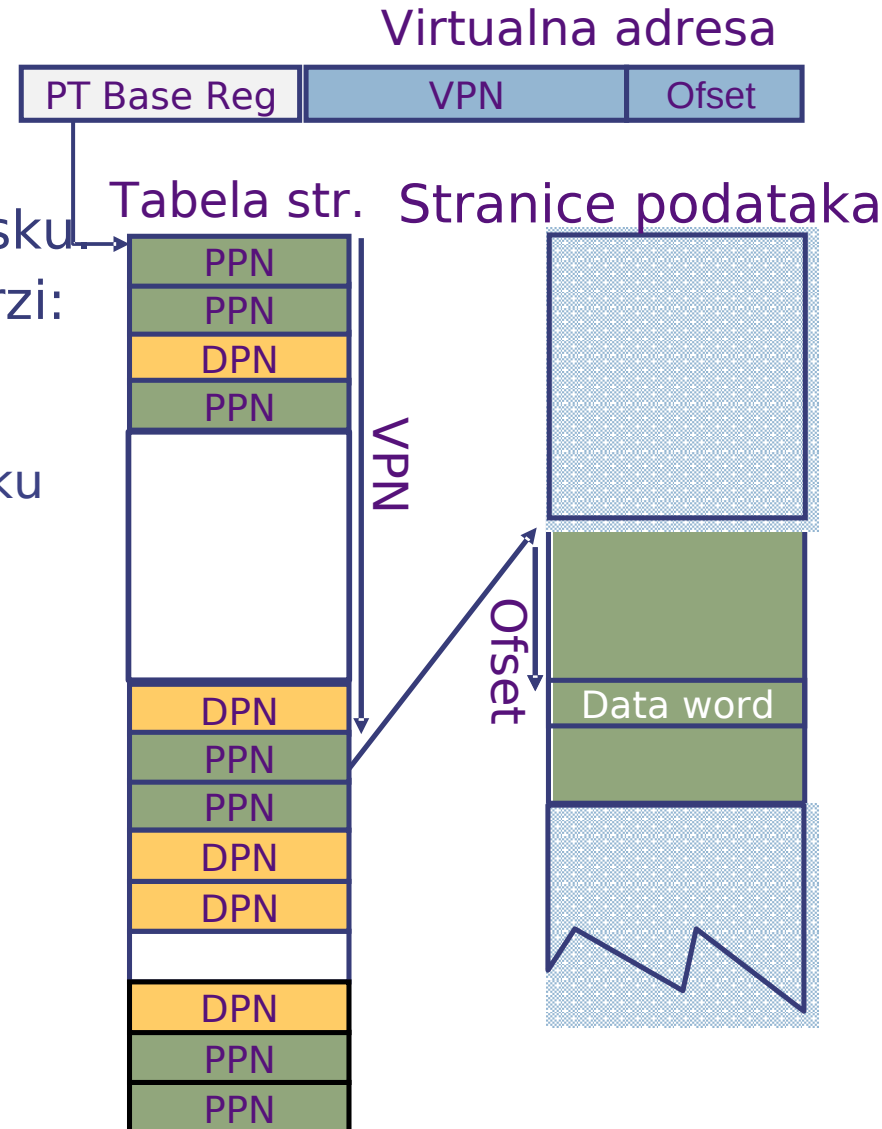 Virtualna adresa
PT Base Reg VPN Ofset
Tabela str. Stranice podataka
PPN
PPN
DPN
PPN
VPN
DPN
PPN
PPN
DPN
DPN
DPN
PPN
PPN
Ofset
Data word